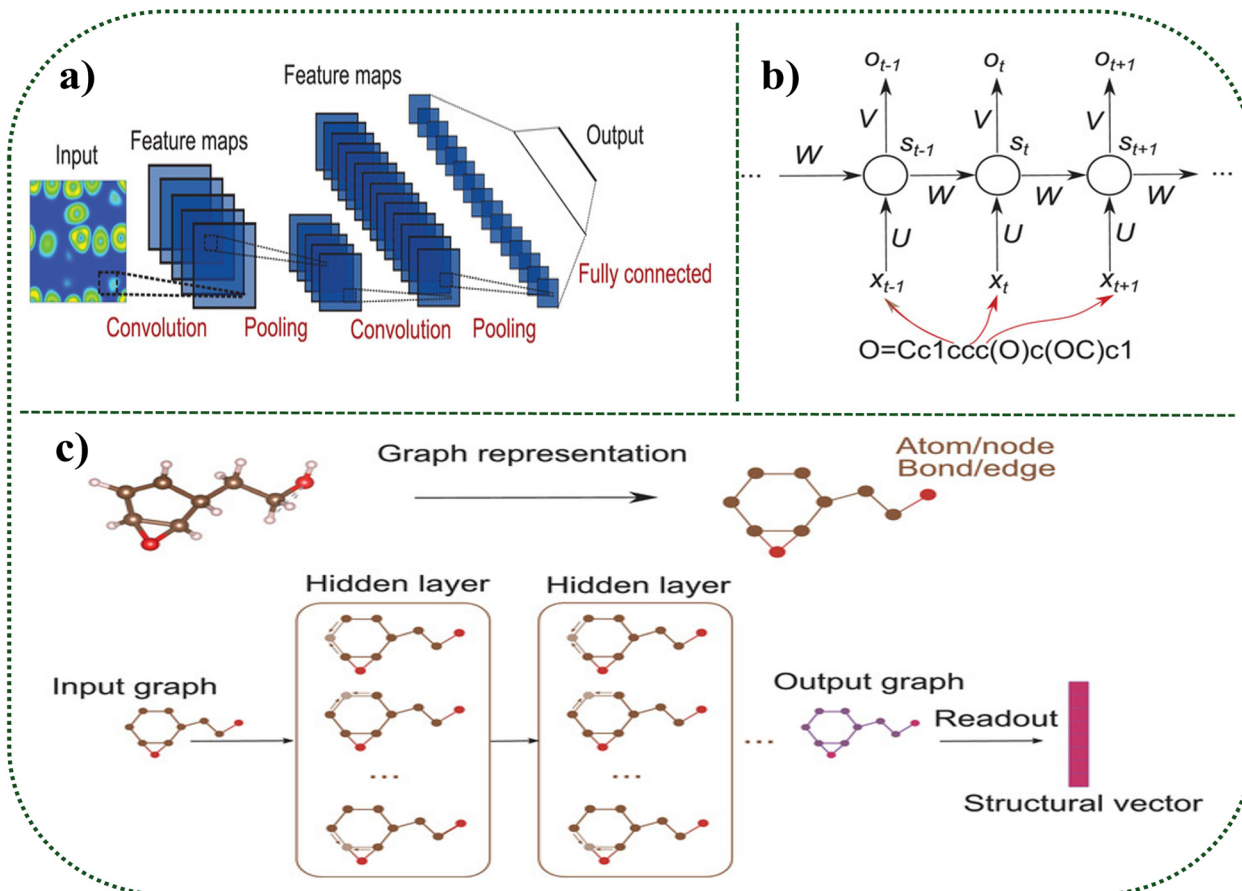 a)
Feature maps
Feature maps
Input
Output
Fully connected
Convolution Pooling Convolution Pooling
b)
o_{t-1} o_t o_{t+1}
V V V
s_{t-1} s_t s_{t+1}
W
... ...
W W W
U U U
x_{t-1} x_t x_{t+1}
O=Cc1ccc(O)c(OC)c1
c)
Graph representation
Atom/node
Bond/edge
Hidden layer Hidden layer
Input graph
Output graph
Readout
... ... ...
Structural vector